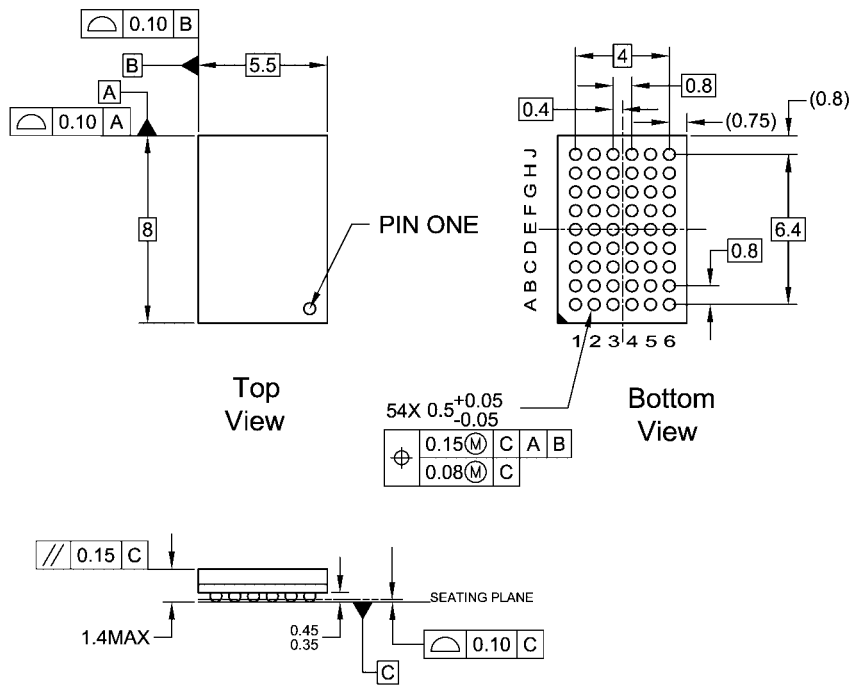 ⌓ 0.10 B
B
5.5
A
⌓ 0.10 A
8
PIN ONE
Top
View
4
0.8
0.4
(0.75)
(0.8)
J
H
G
F
E
D
C
B
A
6.4
0.8
1 2 3 4 5 6
Bottom
View
54X 0.5 +0.05
-0.05
⌖ 0.15Ⓜ C A B
0.08Ⓜ C
// 0.15 C
1.4MAX
0.45
0.35
SEATING PLANE
⌓ 0.10 C
C